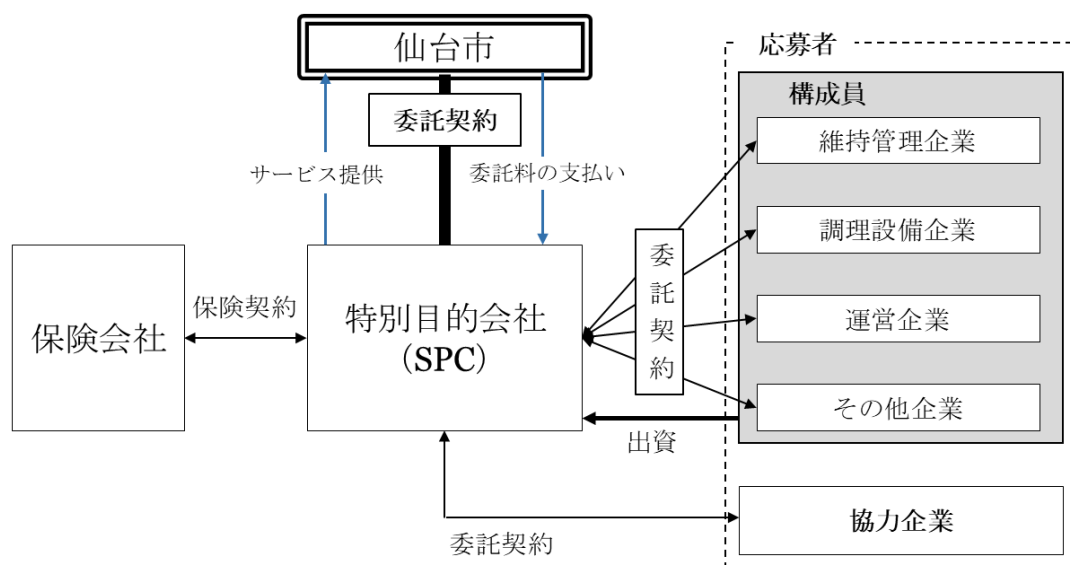 仙台市
応募者
構成員
委託契約
維持管理企業
サービス提供
委託料の支払い
調理設備企業
委託契約
保険会社
保険契約
特別目的会社
（SPC）
運営企業
その他企業
出資
協力企業
委託契約